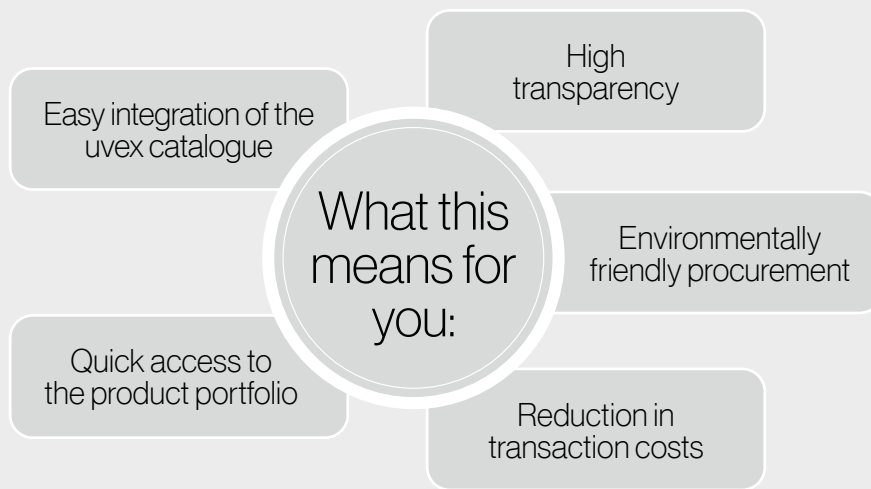 High
transparency
Easy integration of the
uvex catalogue
What this
means for
you:
Environmentally
friendly procurement
Quick access to
the product portfolio
Reduction in
transaction costs